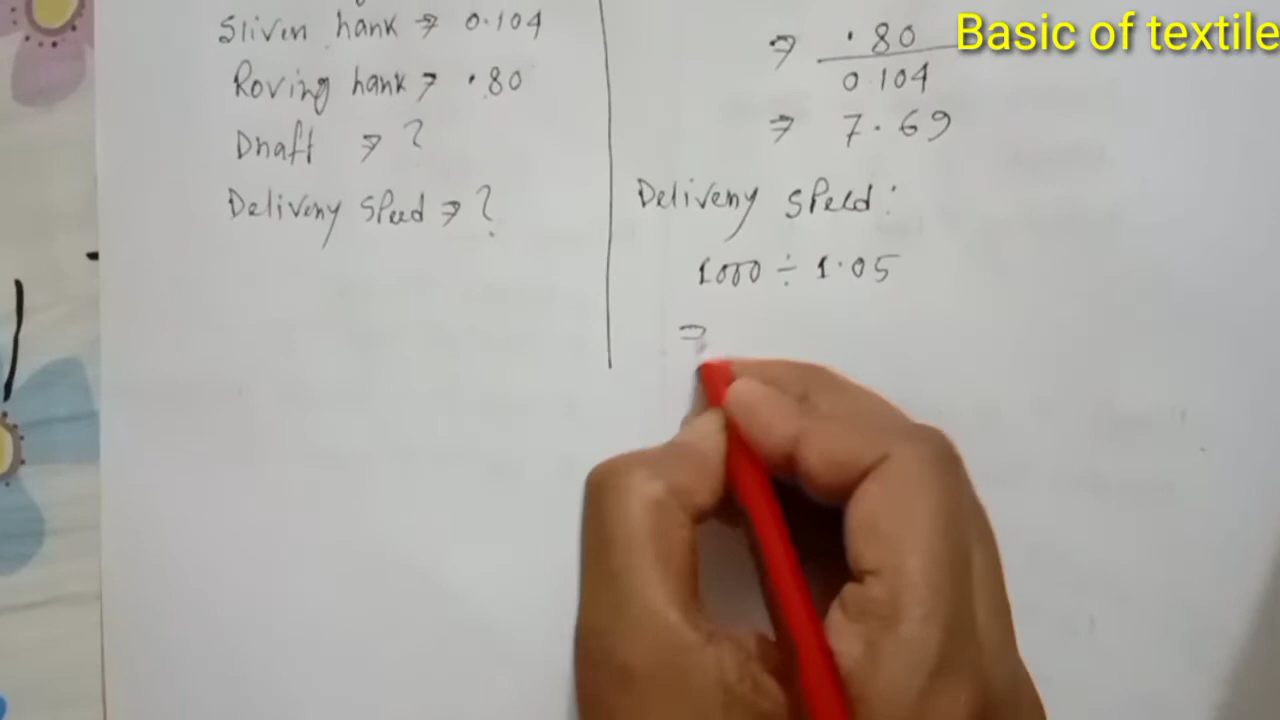 Sliver hank → 0.104
Roving hank → .80
Draft → ?
Delivery Speed → ?
⇒ .80
0.104
⇒ 7.69
Delivery speed:
1000 ÷ 1.05
=
Basic of textile